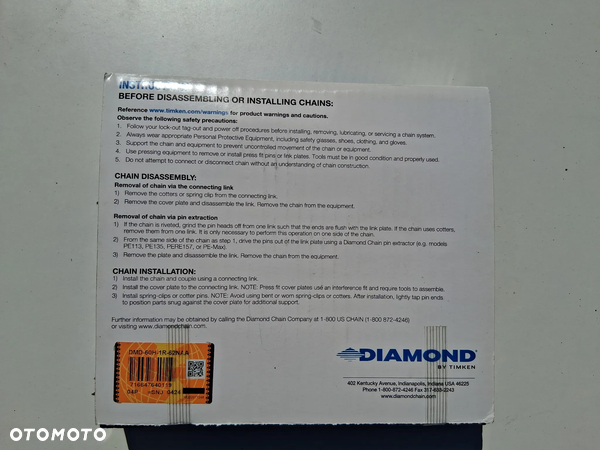 BEFORE DISASSEMBLING OR INSTALLING CHAINS:
Reference www.timken.com/warnings for product warnings and cautions.
Observe the following safety precautions:
1. Follow your lock-out tag-out and power off procedures before installing, removing, lubricating, or servicing a chain system.
2. Always wear appropriate Personal Protective Equipment, including safety glasses, shoes, clothing, and gloves.
3. Support the chain and equipment to prevent uncontrolled movement of the chain or equipment.
4. Use pressing equipment to remove or install press fit pins or link plates. Tools must be in good condition and properly used.
5. Do not attempt to connect or disconnect chain without an understanding of chain construction.
CHAIN DISASSEMBLY:
Removal of chain via the connecting link
1) Remove the cotters or spring clip from the connecting link.
2) Remove the cover plate and disassemble the link. Remove the chain from the equipment.
Removal of chain via pin extraction
1) If the chain is riveted, grind the pin heads off from one link such that the ends are flush with the link plate. If the chain uses cotters,
remove them from the link. It is only necessary to perform this operation on one side of the chain.
2) From the same side of the chain as step 1, drive the pins out of the link plate using a Diamond Chain pin extractor (e.g. models
PE113, PE135, PEFE157, or PE-Max).
3) Remove the plate and disassemble the link. Remove the chain from the equipment.
CHAIN INSTALLATION:
1) Install the chain and couple using a connecting link.
2) Install the cover plate to the connecting link. NOTE: Press fit cover plates use an interference fit and require tools to assemble.
3) Install spring-clips or cotter pins. NOTE: Avoid using bent or worn spring-clips or cotters. After installation, lightly tap pin ends
to position parts snug against the cover plate for additional support.
Further information may be obtained by calling the Diamond Chain Company at 1-800 US CHAIN (1-800 872-4246)
or visiting www.diamondchain.com.
DIAMOND
BY TIMKEN
402 Kentucky Avenue, Indianapolis, Indiana USA 46225
Phone 1-800-872-4246 Fax 317-633-2243
www.diamondchain.com
OTOMOTO